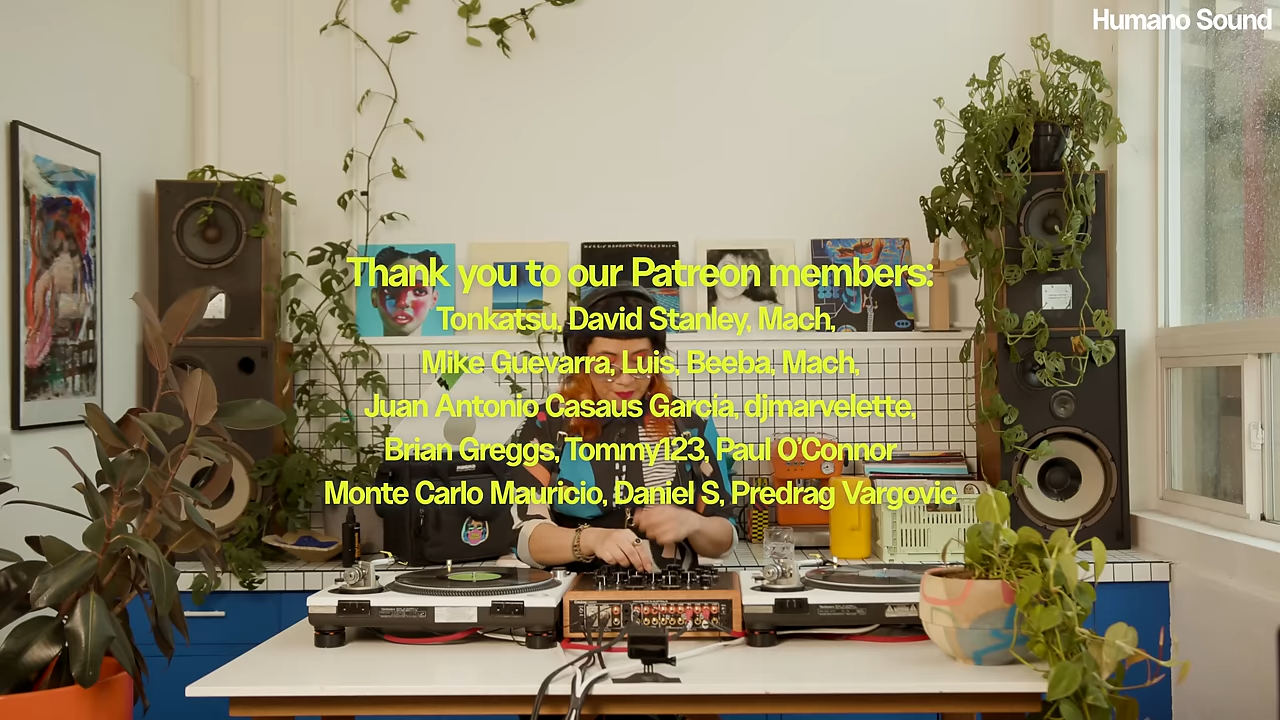 Humano Sound
Thank you to our Patreon members:
Tonkatsu, David Stanley, Mach,
Mike Guevarra, Luis, Beeba, Mach,
Juan Antonio Casaus García, djmarvelette,
Brian Greggs, Tommy123, Paul O'Connor
Monte Carlo Mauricio, Daniel S, Predrag Vargovic